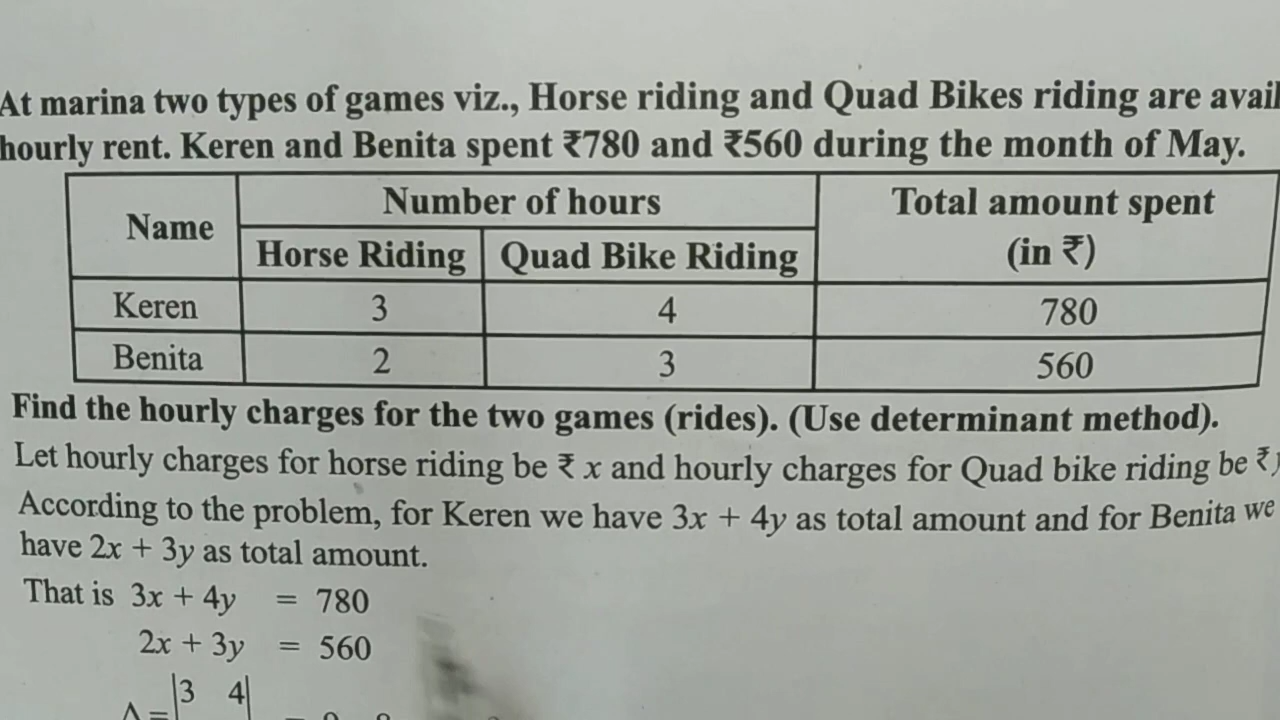 At marina two types of games viz., Horse riding and Quad Bikes riding are
hourly rent. Keren and Benita spent ₹780 and ₹560 during the month of May.
Name
Number of hours
Total amount spent
(in ₹)
Horse Riding
Quad Bike Riding
Keren 3 4 780
Benita 2 3 560
Find the hourly charges for the two games (rides). (Use determinant method).
Let hourly charges for horse riding be ₹ x and hourly charges for Quad bike riding be ₹
According to the problem, for Keren we have 3x + 4y as total amount and for Benita we
have 2x + 3y as total amount.
That is 3x + 4y = 780
2x + 3y = 560
Δ = |3 4|